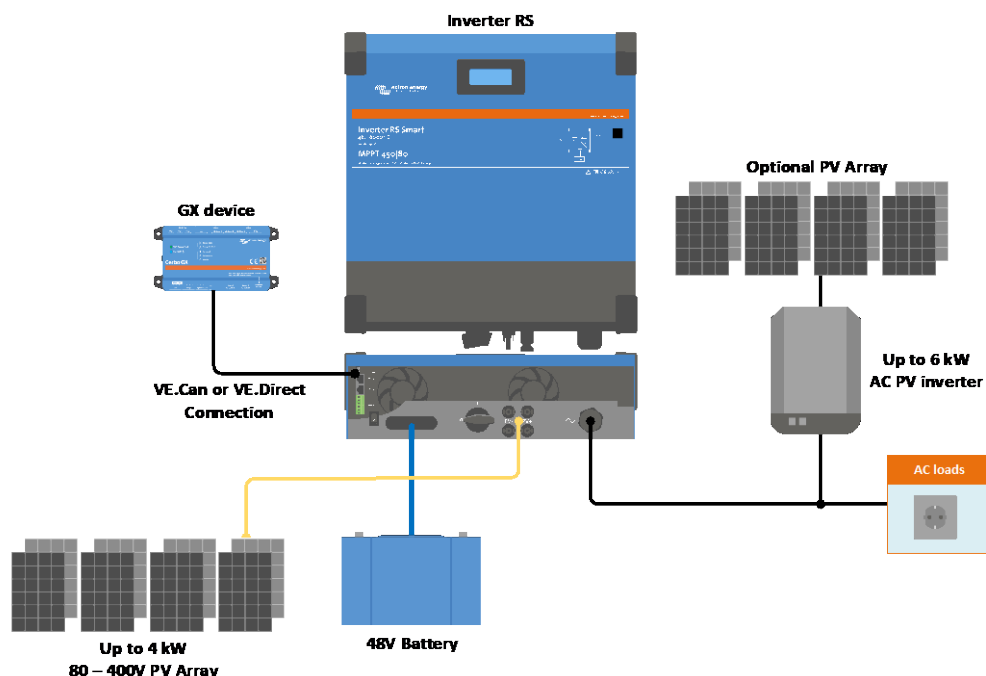 Inverter RS
Inverter RS Smart
MPPT 450|80
GX device
VE.Can or VE.Direct
Connection
Optional PV Array
Up to 6 kW
AC PV inverter
AC loads
Up to 4 kW
80 – 400V PV Array
48V Battery